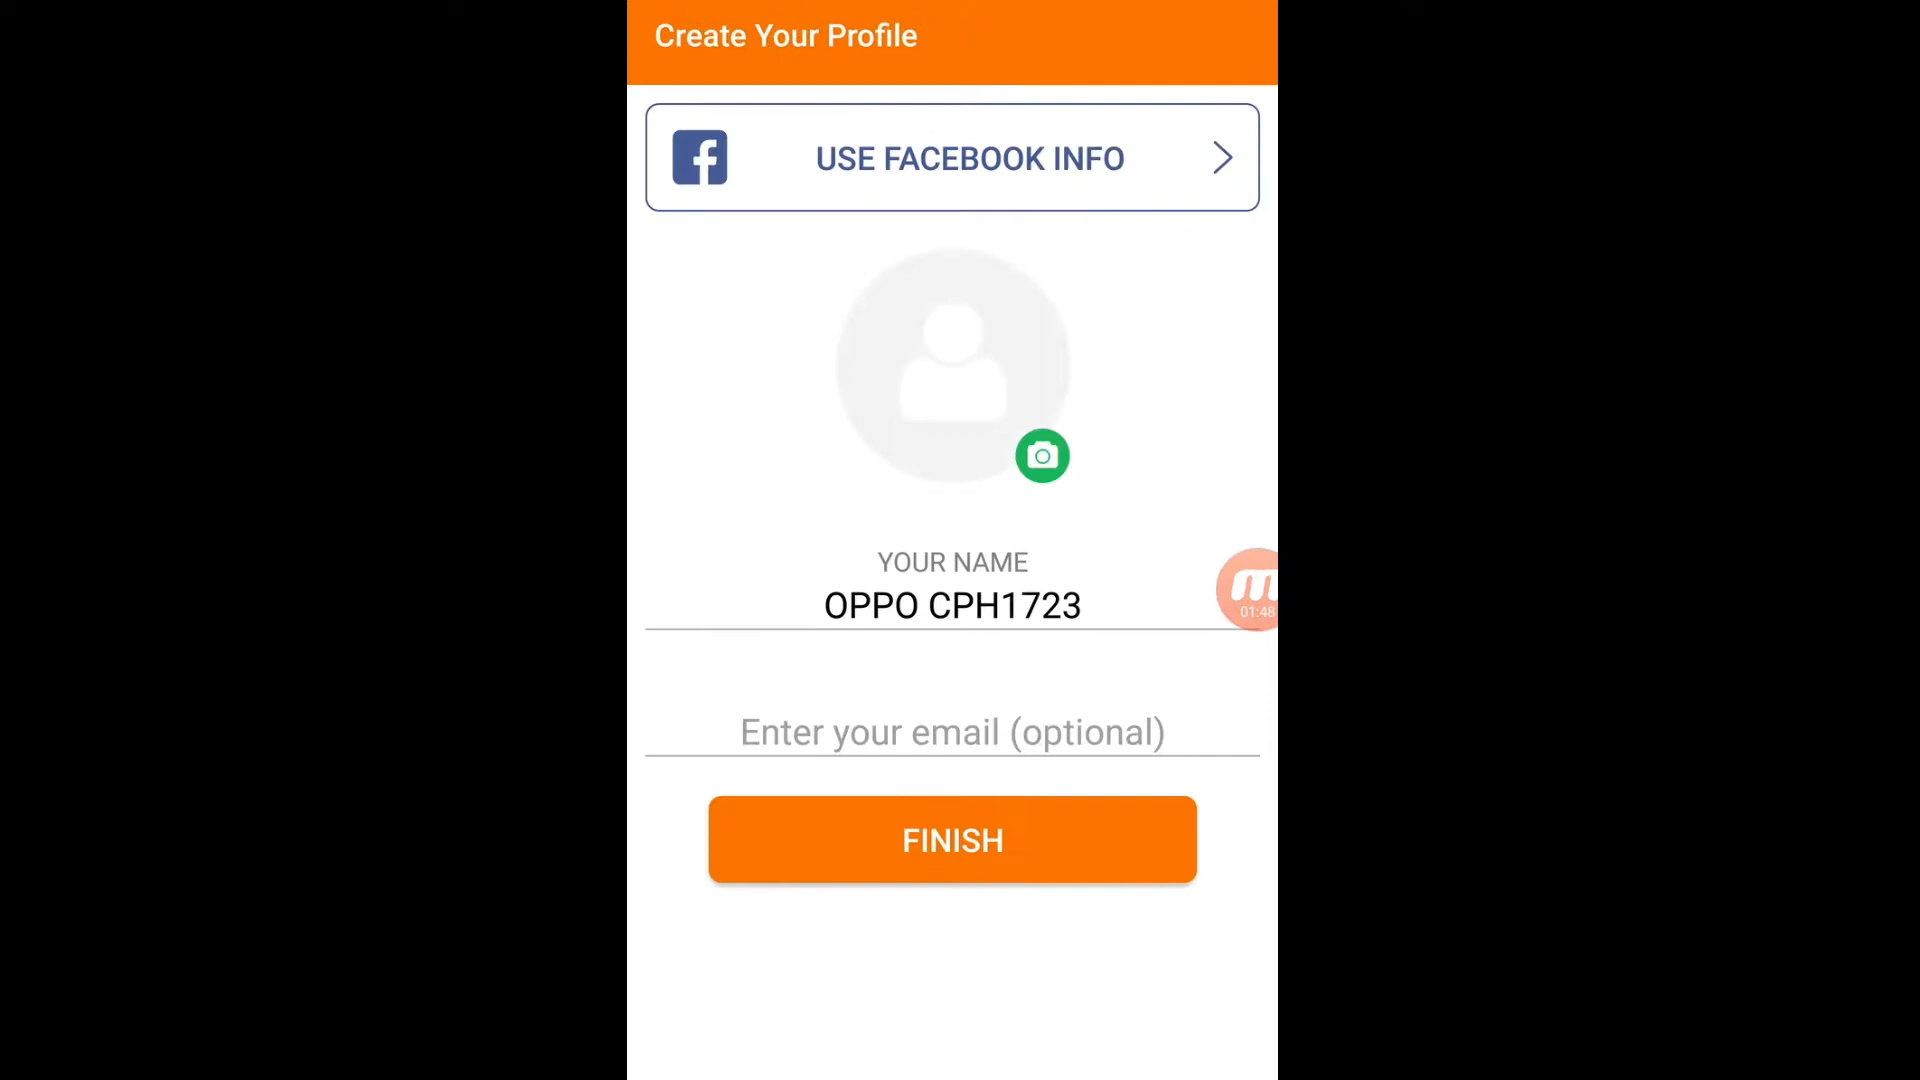 Create Your Profile
USE FACEBOOK INFO
YOUR NAME
OPPO CPH1723
01:48
Enter your email (optional)
FINISH